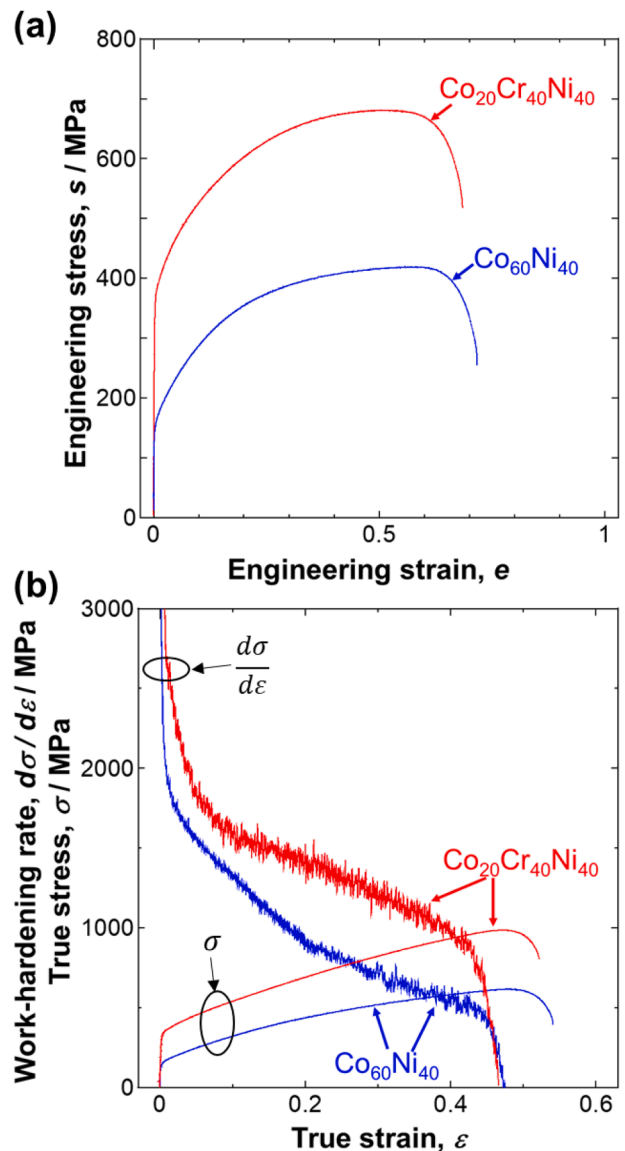 (a)
800
600
400
200
0
Engineering stress, s / MPa
Co₂₀Cr₄₀Ni₄₀
Co₆₀Ni₄₀
0 0.5 1
Engineering strain, e
(b)
3000
2000
1000
0
Work-hardening rate, dσ/dε/ MPa
True stress, σ/ MPa
dσ
dε
Co₂₀Cr₄₀Ni₄₀
σ
Co₆₀Ni₄₀
0 0.2 0.4 0.6
True strain, ε